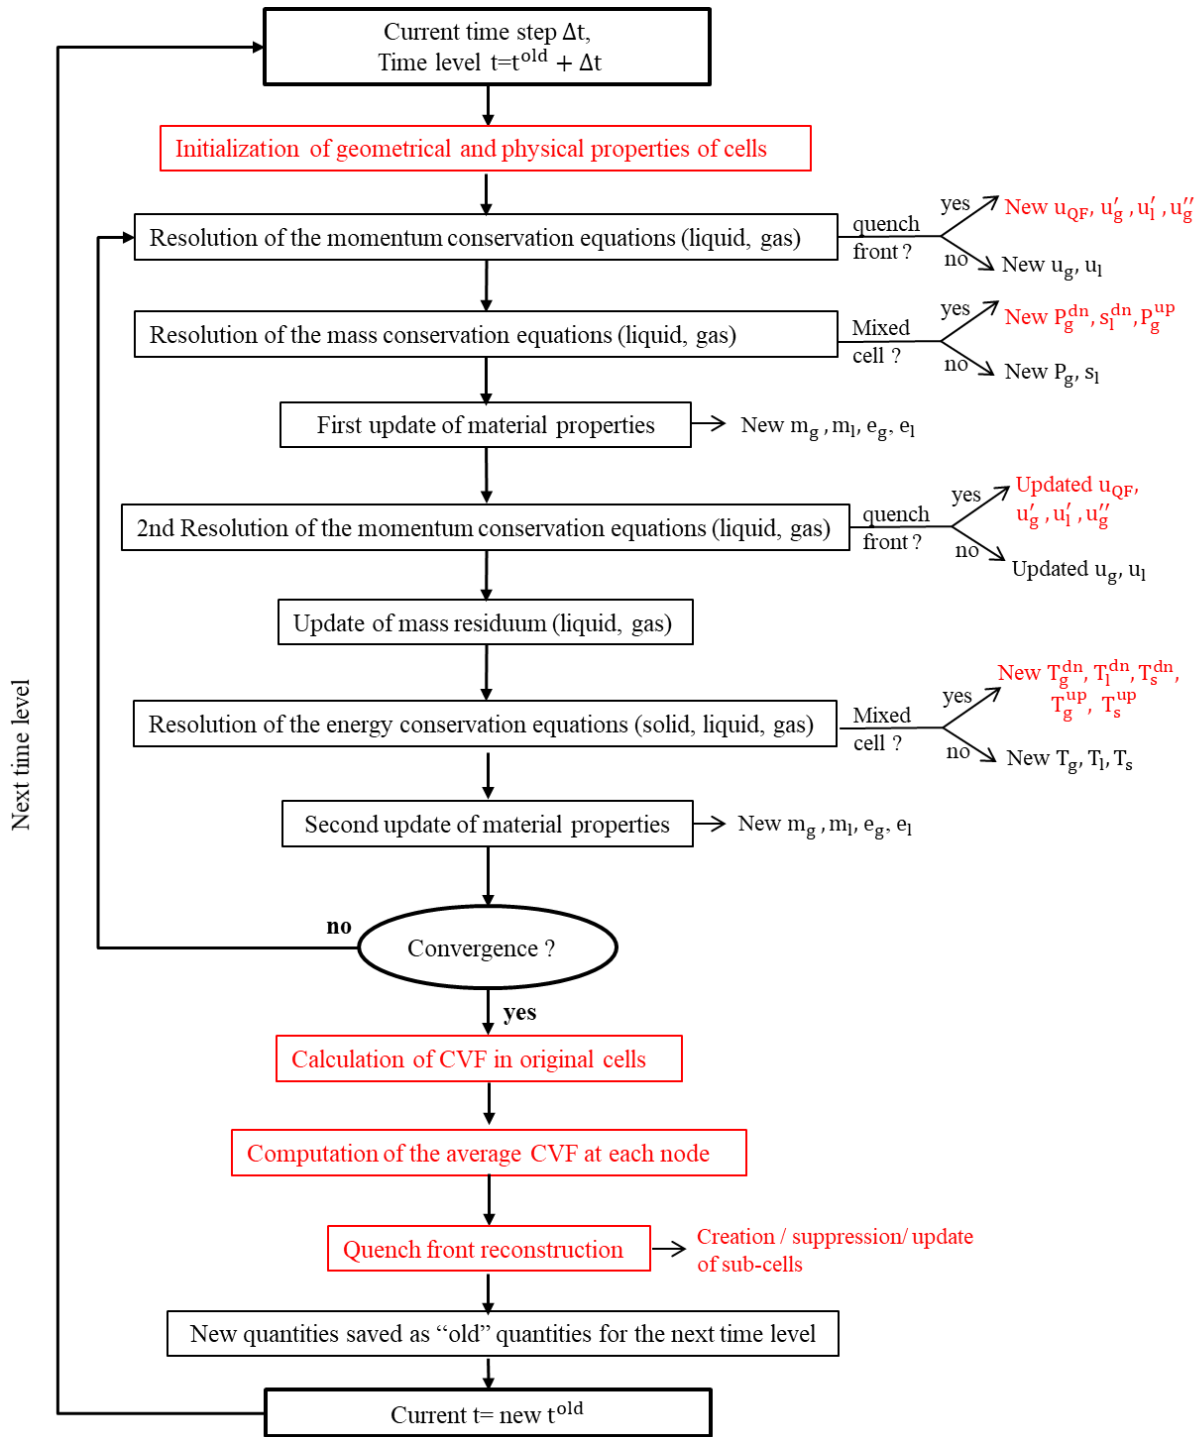 Current time step Δt,
Time level t=t^old + Δt
Initialization of geometrical and physical properties of cells
Resolution of the momentum conservation equations (liquid, gas)
quench
front ?
yes
New u_QF, u_g′ , u_l′ , u_g″
no
New u_g, u_l
Resolution of the mass conservation equations (liquid, gas)
Mixed
cell ?
yes
New P_g^dn, s_l^dn, P_g^up
no
New P_g, s_l
First update of material properties
New m_g , m_l, e_g, e_l
2nd Resolution of the momentum conservation equations (liquid, gas)
quench
front ?
yes
Updated u_QF,
u_g′ , u_l′ , u_g″
no
Updated u_g, u_l
Update of mass residuum (liquid, gas)
Resolution of the energy conservation equations (solid, liquid, gas)
Mixed
cell ?
yes
New T_g^dn, T_l^dn, T_s^dn,
T_g^up, T_s^up
no
New T_g, T_l, T_s
Second update of material properties
New m_g , m_l, e_g, e_l
Convergence ?
no
yes
Next time level
Calculation of CVF in original cells
Computation of the average CVF at each node
Quench front reconstruction
Creation / suppression/ update
of sub-cells
New quantities saved as “old” quantities for the next time level
Current t= new t^old